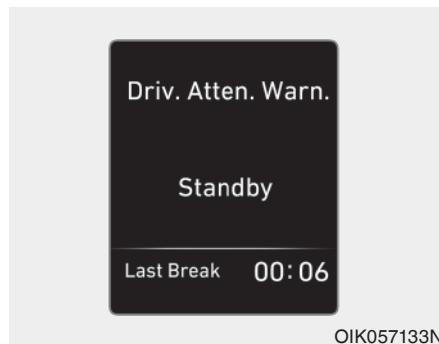 Driv. Atten. Warn.
Standby
Last Break 00:06
OIK057133N